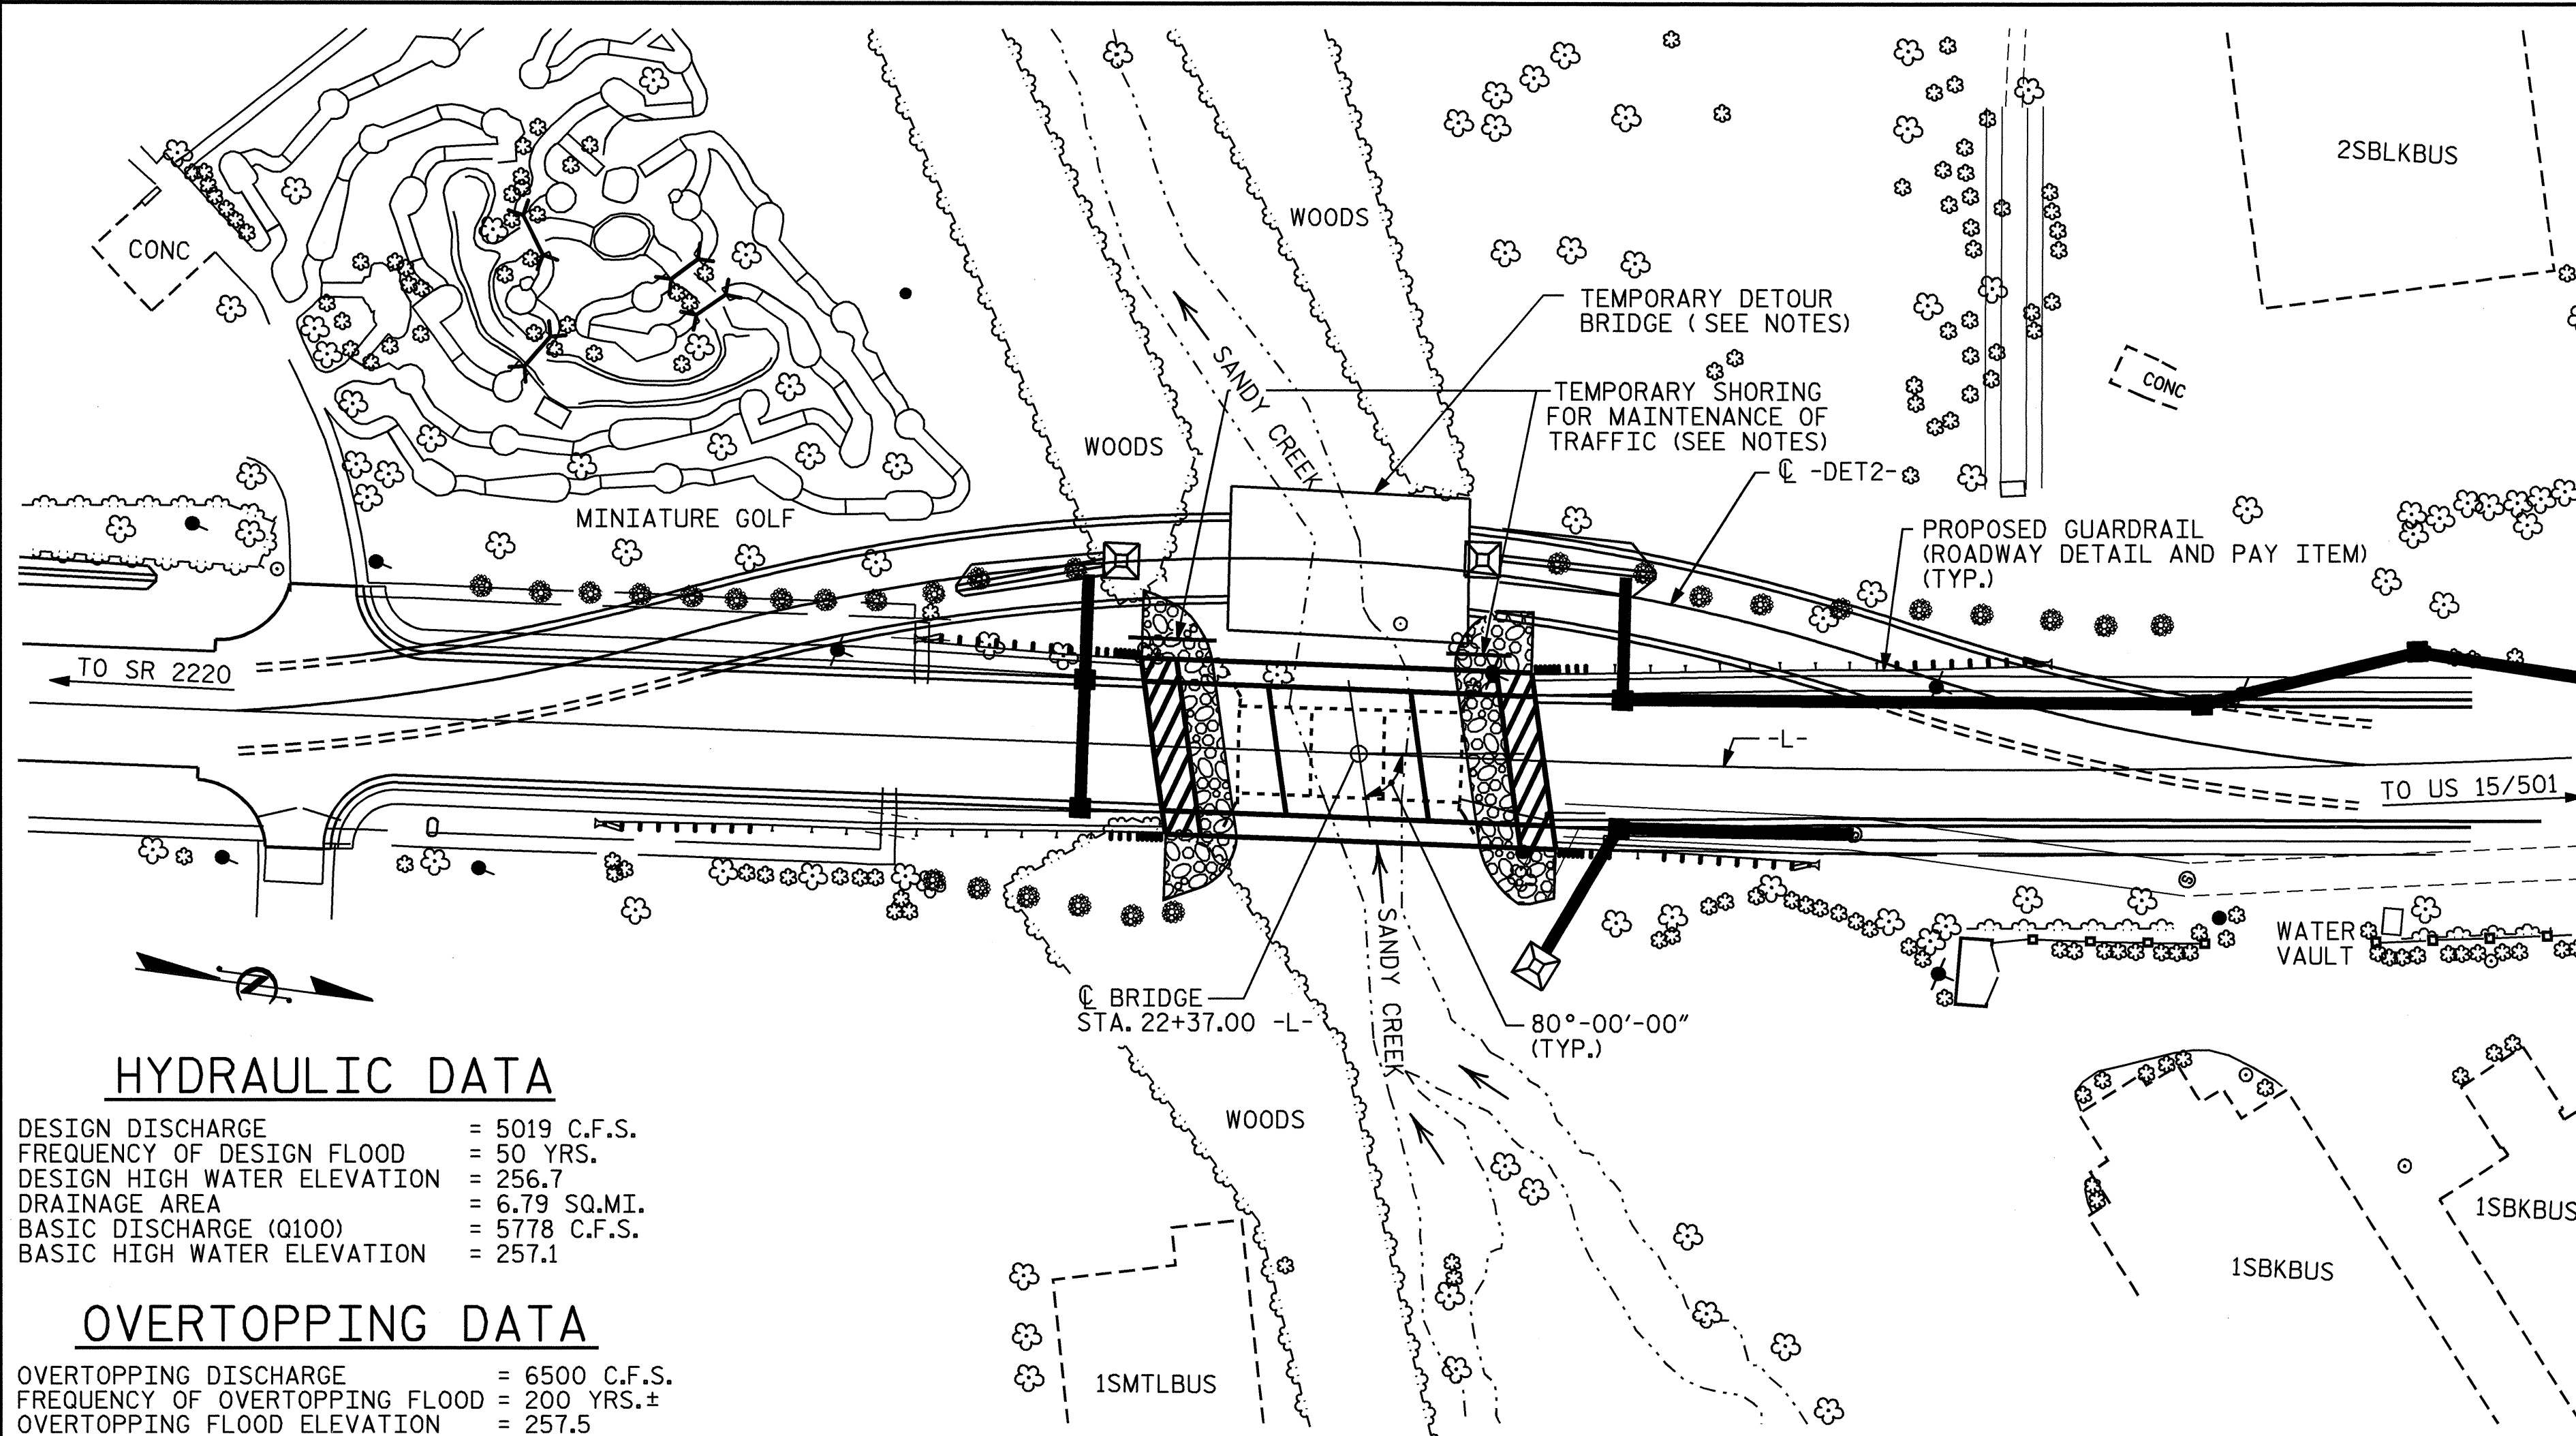 2SBLKBUS
WOODS
CONC
TEMPORARY DETOUR
BRIDGE ( SEE NOTES)
SANDY CREEK
CONC
TEMPORARY SHORING
FOR MAINTENANCE OF
TRAFFIC (SEE NOTES)
WOODS
℄ -DET2-
MINIATURE GOLF
PROPOSED GUARDRAIL
(ROADWAY DETAIL AND PAY ITEM)
(TYP.)
TO SR 2220
-L-
TO US 15/501
S
WATER
VAULT
SANDY CREEK
℄ BRIDGE
STA. 22+37.00 -L-
80°-00'-00"
(TYP.)
WOODS
HYDRAULIC DATA
DESIGN DISCHARGE = 5019 C.F.S.
FREQUENCY OF DESIGN FLOOD = 50 YRS.
DESIGN HIGH WATER ELEVATION = 256.7
DRAINAGE AREA = 6.79 SQ.MI.
BASIC DISCHARGE (Q100) = 5778 C.F.S.
BASIC HIGH WATER ELEVATION = 257.1
1SBKBUS
1SBKBUS
1SMTLBUS
OVERTOPPING DATA
OVERTOPPING DISCHARGE = 6500 C.F.S.
FREQUENCY OF OVERTOPPING FLOOD = 200 YRS.±
OVERTOPPING FLOOD ELEVATION = 257.5